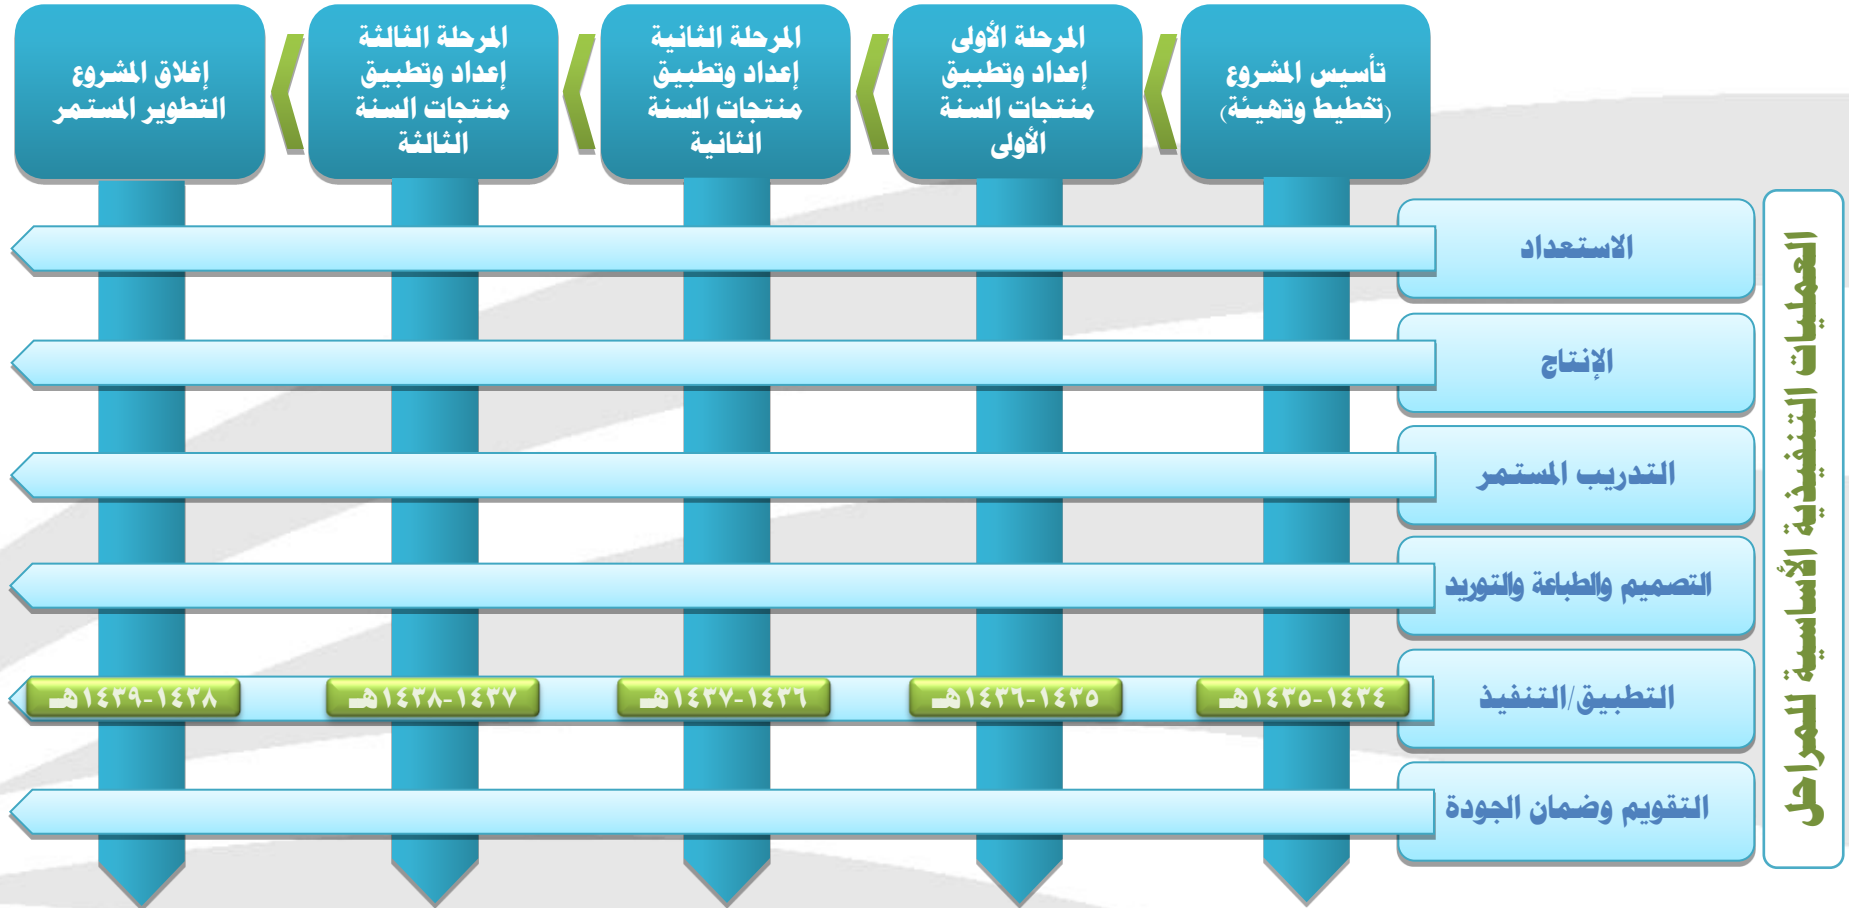 تأسيس المشروع
(تخطيط وتهيئة)
المرحلة الأولى
إعداد وتطبيق
منتجات السنة
الأولى
المرحلة الثانية
إعداد وتطبيق
منتجات السنة
الثانية
المرحلة الثالثة
إعداد وتطبيق
منتجات السنة
الثالثة
إغلاق المشروع
التطوير المستمر
العمليات التنفيذية الأساسية للمراحل
الاستعداد
الإنتاج
التدريب المستمر
التصميم والطباعة والتوريد
التطبيق/التنفيذ
١٤٣٤-١٤٣٥هـ
١٤٣٥-١٤٣٦هـ
١٤٣٦-١٤٣٧هـ
١٤٣٧-١٤٣٨هـ
١٤٣٨-١٤٣٩هـ
التقويم وضمان الجودة